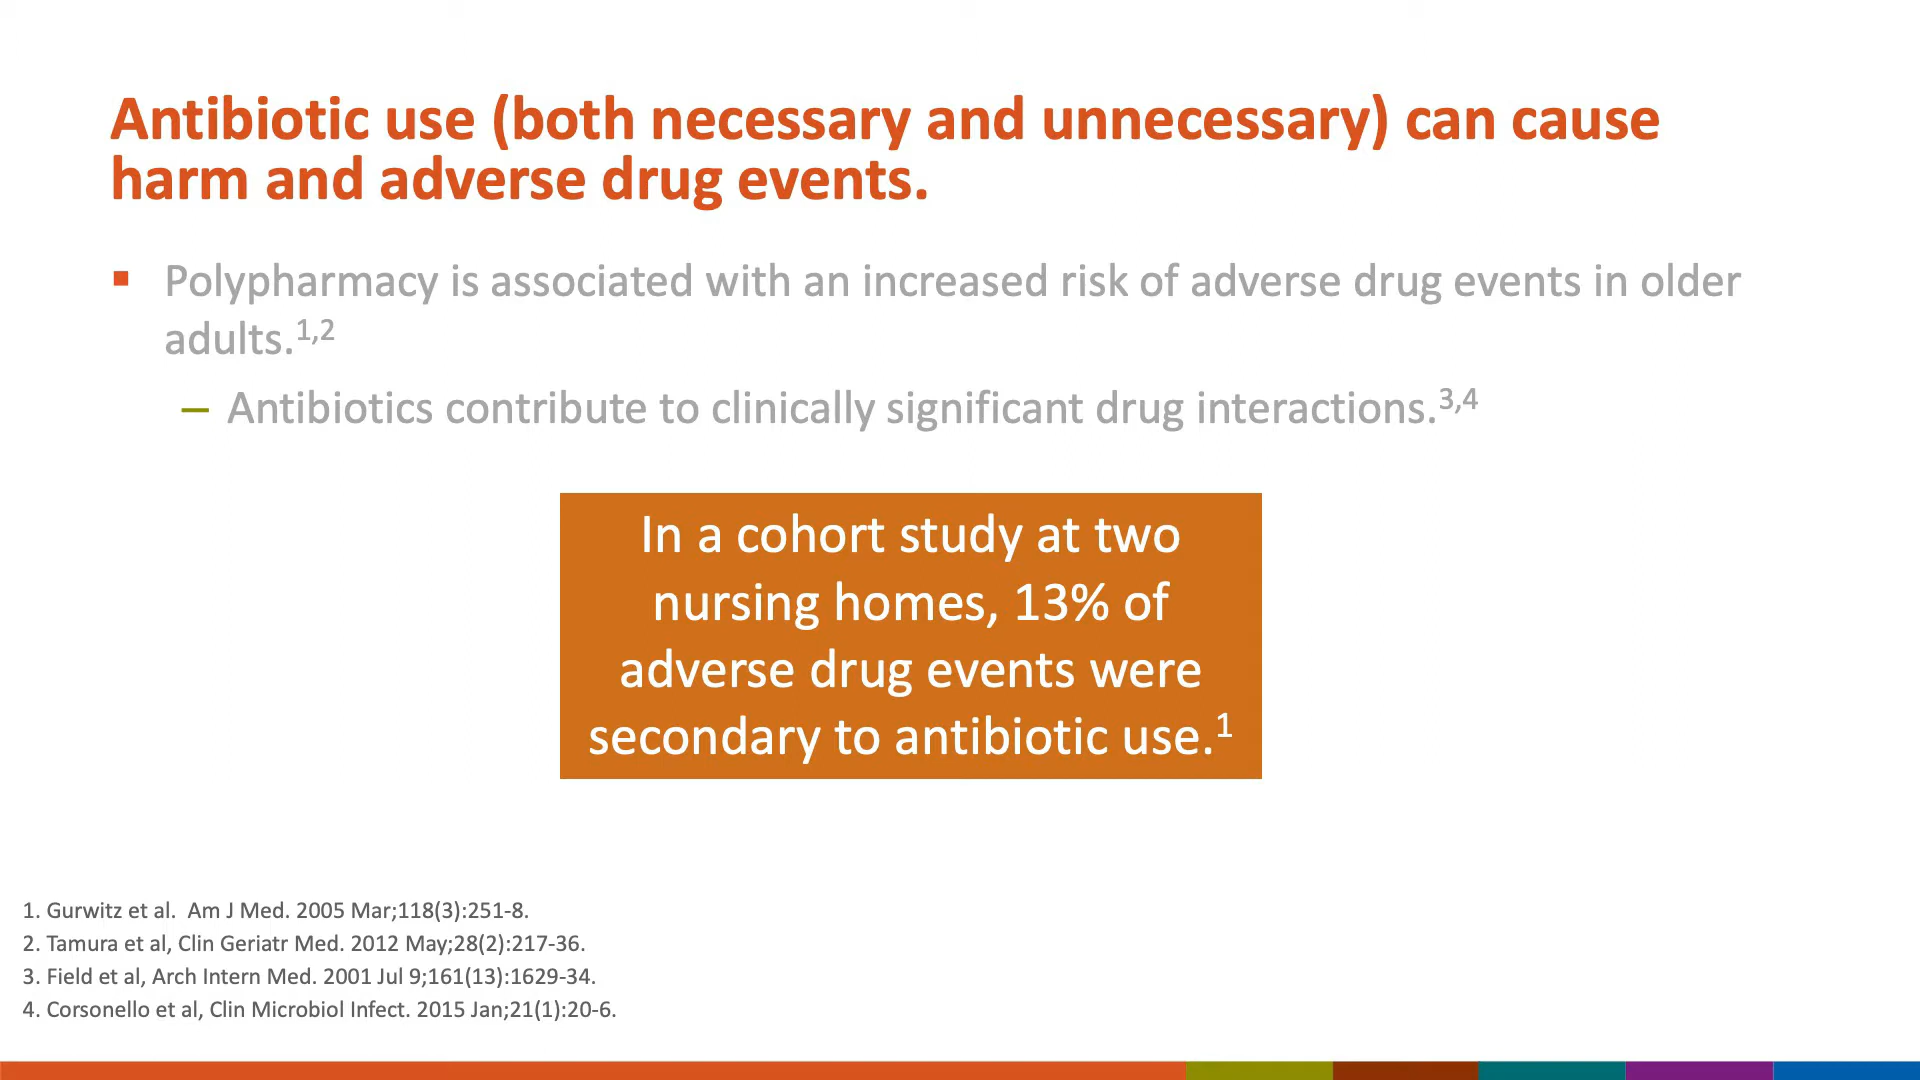 Antibiotic use (both necessary and unnecessary) can cause
harm and adverse drug events.
▪ Polypharmacy is associated with an increased risk of adverse drug events in older
adults.1,2
– Antibiotics contribute to clinically significant drug interactions.3,4
In a cohort study at two
nursing homes, 13% of
adverse drug events were
secondary to antibiotic use.1
1. Gurwitz et al.  Am J Med. 2005 Mar;118(3):251-8.
2. Tamura et al, Clin Geriatr Med. 2012 May;28(2):217-36.
3. Field et al, Arch Intern Med. 2001 Jul 9;161(13):1629-34.
4. Corsonello et al, Clin Microbiol Infect. 2015 Jan;21(1):20-6.